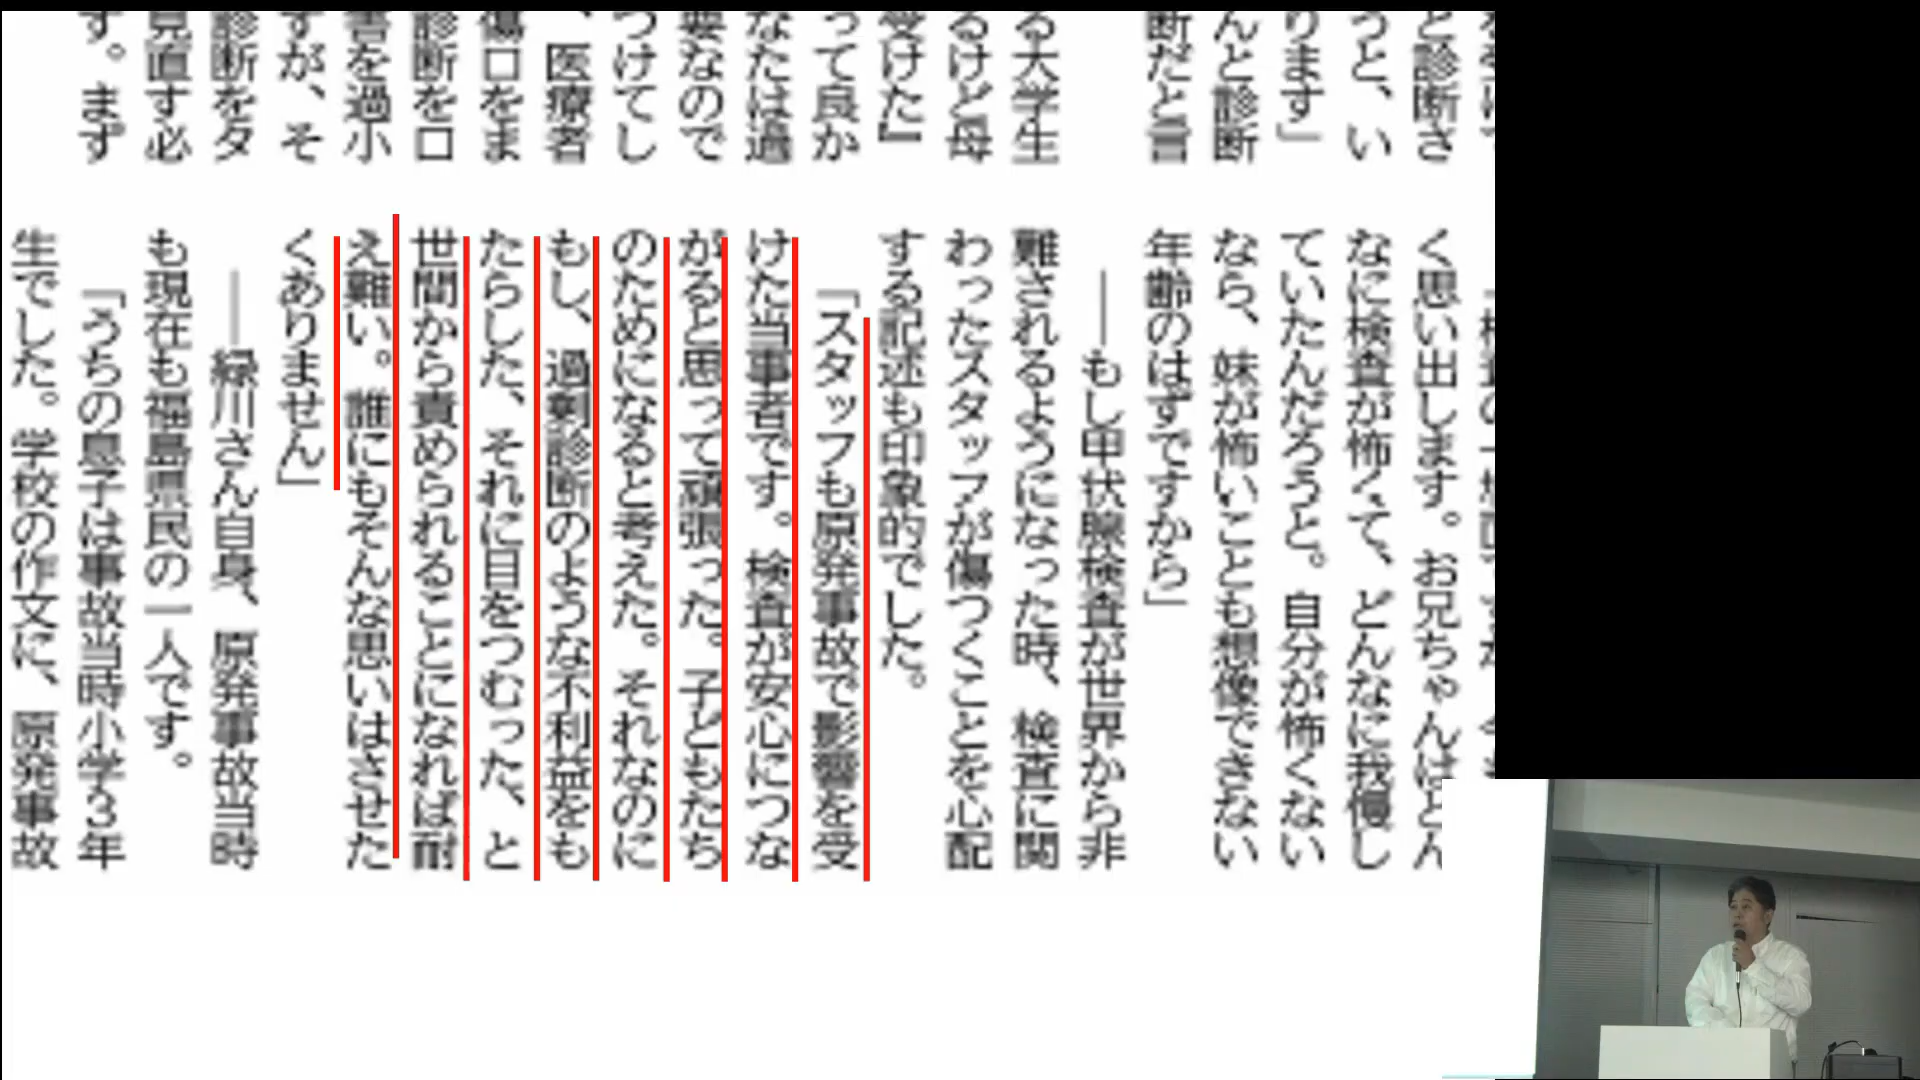 と診断さ
うと、い
ります」
んと診断
断だと言
る大学生
るけど母
受けた』
って良か
なたは過
要なので
つけてし
、医療者
傷口をま
診断を口
害を過小
すが、そ
診断をタ
見直す必
す。まず
く思い出します。お兄ちゃんはどん
なに検査が怖くて、どんなに我慢し
ていたんだろうと。自分が怖くない
なら、妹が怖いことも想像できない
年齢のはずですから」
――もし甲状腺検査が世界から非
難されるようになった時、検査に関
わったスタッフが傷つくことを心配
する記述も印象的でした。
「スタッフも原発事故で影響を受
けた当事者です。検査が安心につな
がると思って頑張った。子どもたち
のためになると考えた。それなのに
もし、過剰診断のような不利益をも
たらした、それに目をつむった、と
世間から責められることになれば耐
え難い。誰にもそんな思いはさせた
くありません」
――緑川さん自身、原発事故当時
も現在も福島県民の一人です。
「うちの息子は事故当時小学3年
生でした。学校の作文に、原発事故